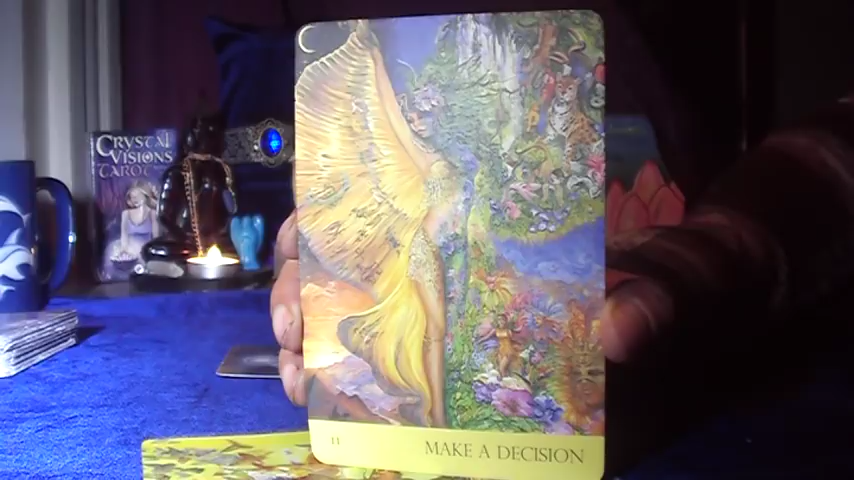 CRYSTAL
VISIONS
TAROT
11
MAKE A DECISION